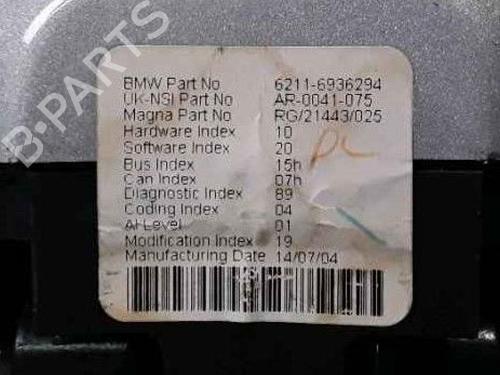 B-PARTS
BMW Part No 6211-6936294
UK-NSI Part No AR-0041-075
Magna Part No RG/21443/025
Hardware Index 10
Software Index 20
Bus Index 15h
Can Index 07h
Diagnostic Index 89
Coding Index 04
AI Level 01
Modification Index 19
Manufacturing Date 14/07/04